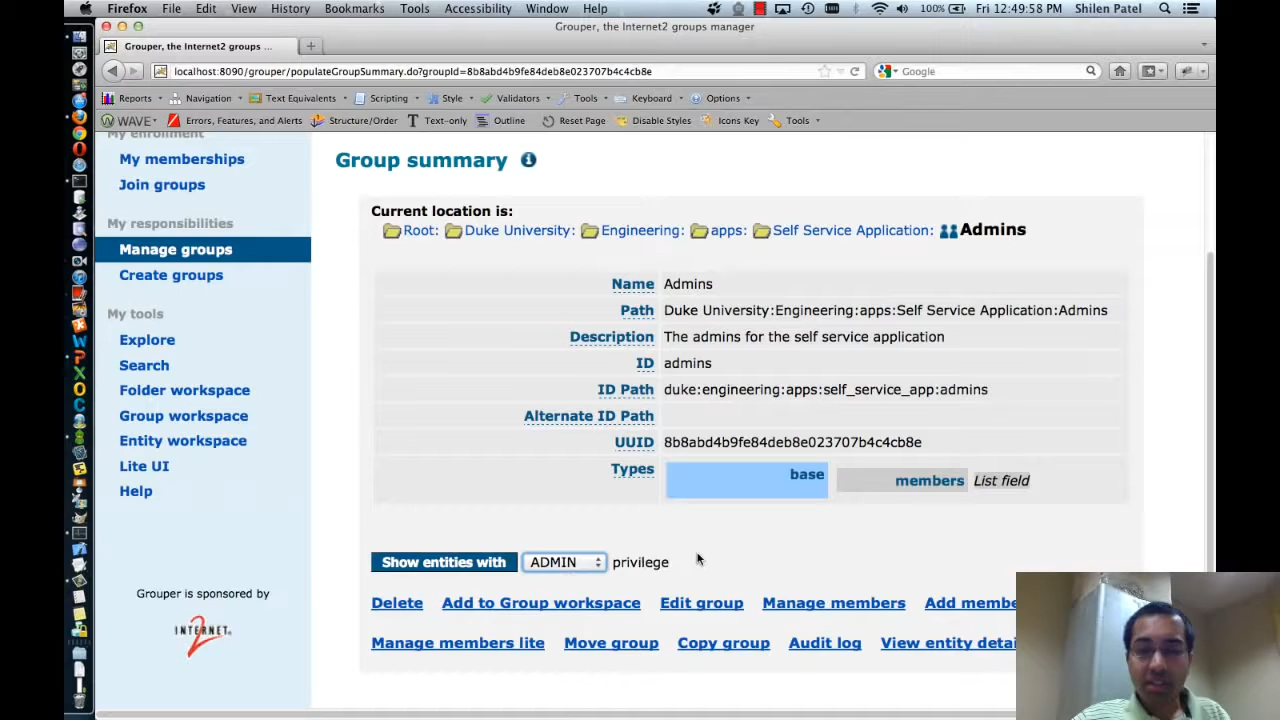 Firefox File Edit View History Bookmarks Tools Accessibility Window Help 100% Fri 12:49:58 PM Shilen Patel
Grouper, the Internet2 groups manager
Grouper, the Internet2 groups ...
localhost:8090/grouper/populateGroupSummary.do?groupId=8b8abd4b9fe84deb8e023707b4c4cb8e Google
Reports Navigation Text Equivalents Scripting Style Validators Tools Keyboard Options
WAVE Errors, Features, and Alerts Structure/Order Text-only Outline Reset Page Disable Styles Icons Key Tools
My enrollment
My memberships
Join groups
My responsibilities
Manage groups
Create groups
My tools
Explore
Search
Folder workspace
Group workspace
Entity workspace
Lite UI
Help
Grouper is sponsored by
INTERNET 2
Group summary
Current location is:
Root: Duke University: Engineering: apps: Self Service Application: Admins
Name Admins
Path Duke University:Engineering:apps:Self Service Application:Admins
Description The admins for the self service application
ID admins
ID Path duke:engineering:apps:self_service_app:admins
Alternate ID Path
UUID 8b8abd4b9fe84deb8e023707b4c4cb8e
Types base members List field
Show entities with ADMIN privilege
Delete Add to Group workspace Edit group Manage members Add membe
Manage members lite Move group Copy group Audit log View entity detai